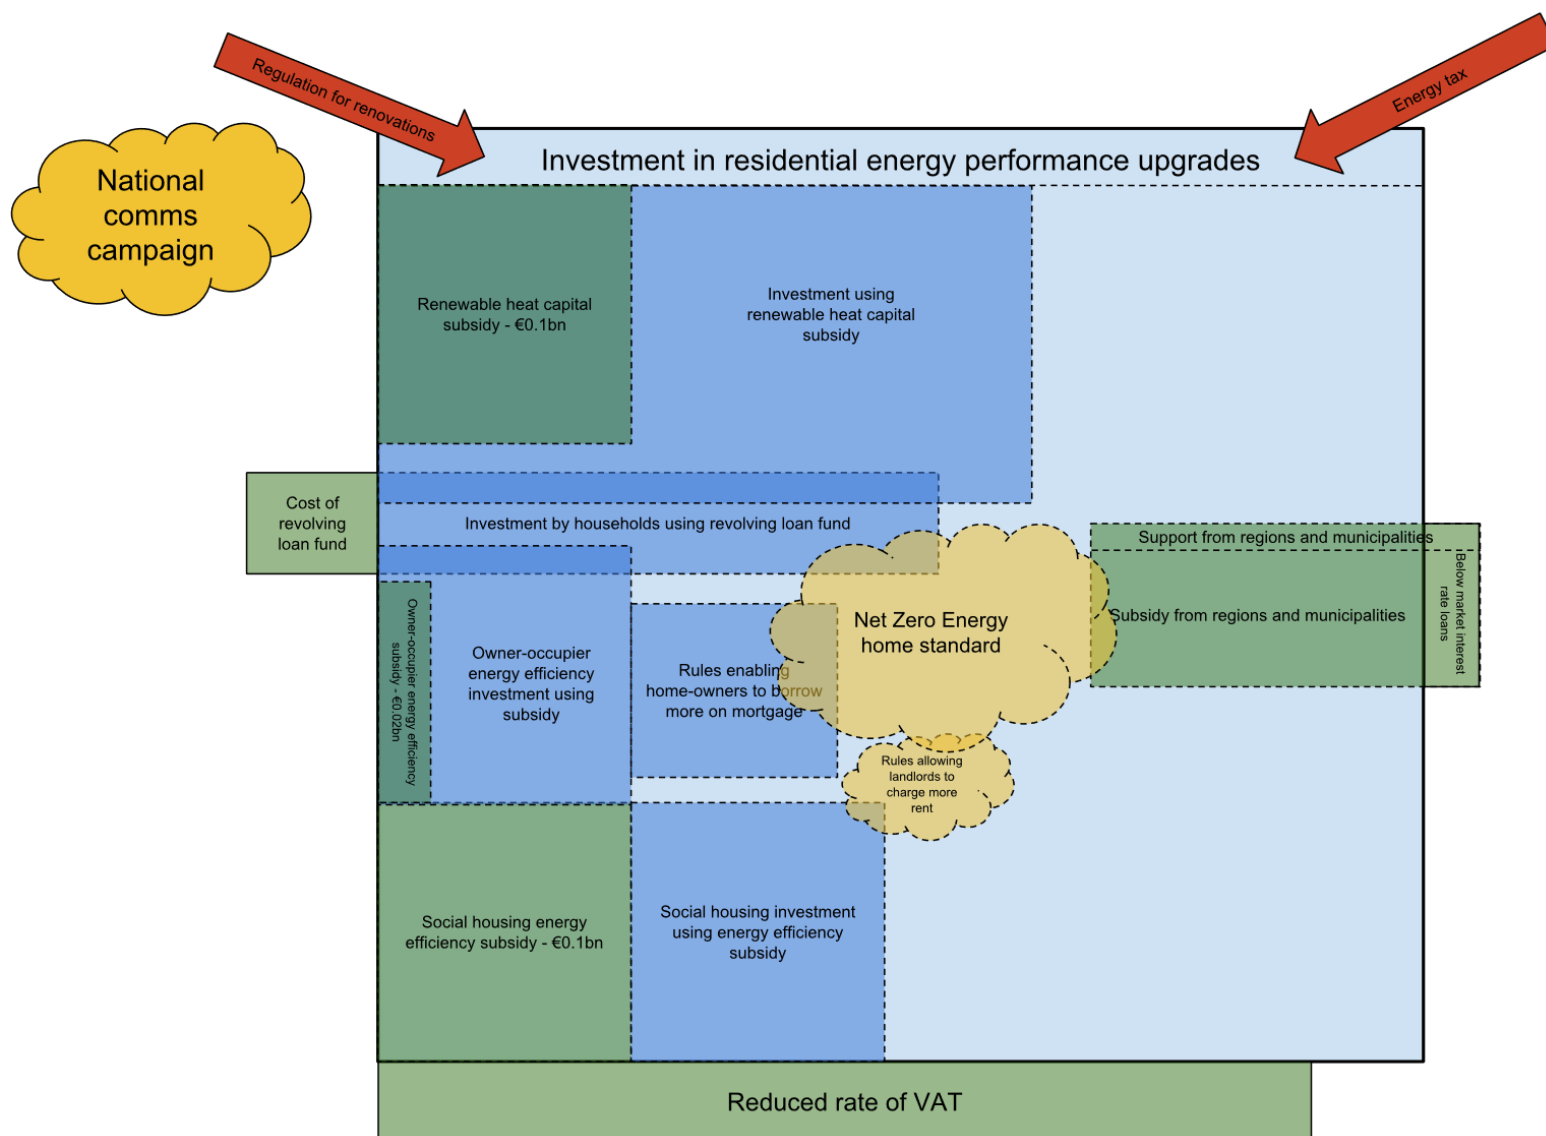 Regulation for renovations
Energy tax
National
comms
campaign
Investment in residential energy performance upgrades
Renewable heat capital
subsidy - €0.1bn
Investment using
renewable heat capital
subsidy
Cost of
revolving
loan fund
Investment by households using revolving loan fund
Support from regions and municipalities
Subsidy from regions and municipalities
Below market interest
rate loans
Owner-occupier energy efficiency
subsidy - €0.02bn
Owner-occupier
energy efficiency
investment using
subsidy
Rules enabling
home-owners to borrow
more on mortgage
Net Zero Energy
home standard
Rules allowing
landlords to
charge more
rent
Social housing energy
efficiency subsidy - €0.1bn
Social housing investment
using energy efficiency
subsidy
Reduced rate of VAT